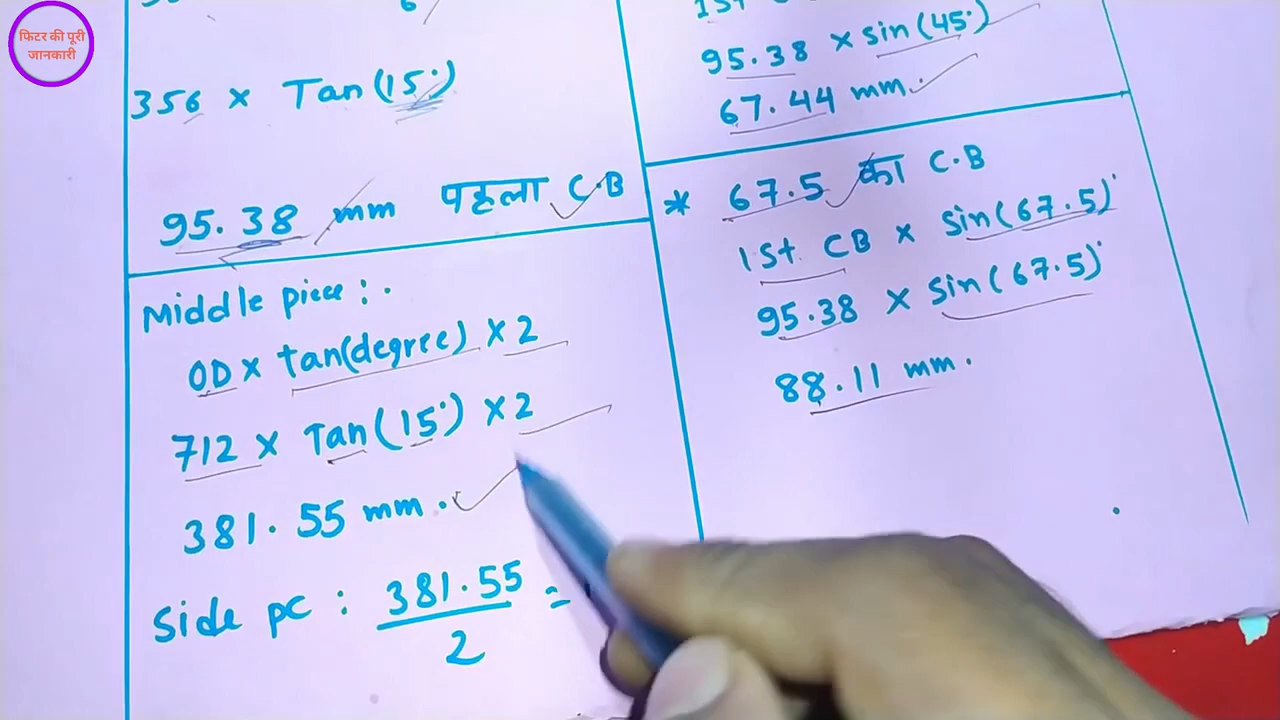 फिटर की पूरी
जानकारी
356 x Tan (15°)
95.38 mm पहला C.B
Middle piece :.
OD x tan(degree) x 2
712 x Tan (15°) x 2
381.55 mm.
Side pc : 381.55 =
2
1st
95.38 x sin (45°)
67.44 mm.
* 67.5 का C.B
1st CB x sin (67.5)°
95.38 x sin (67.5)°
88.11 mm.